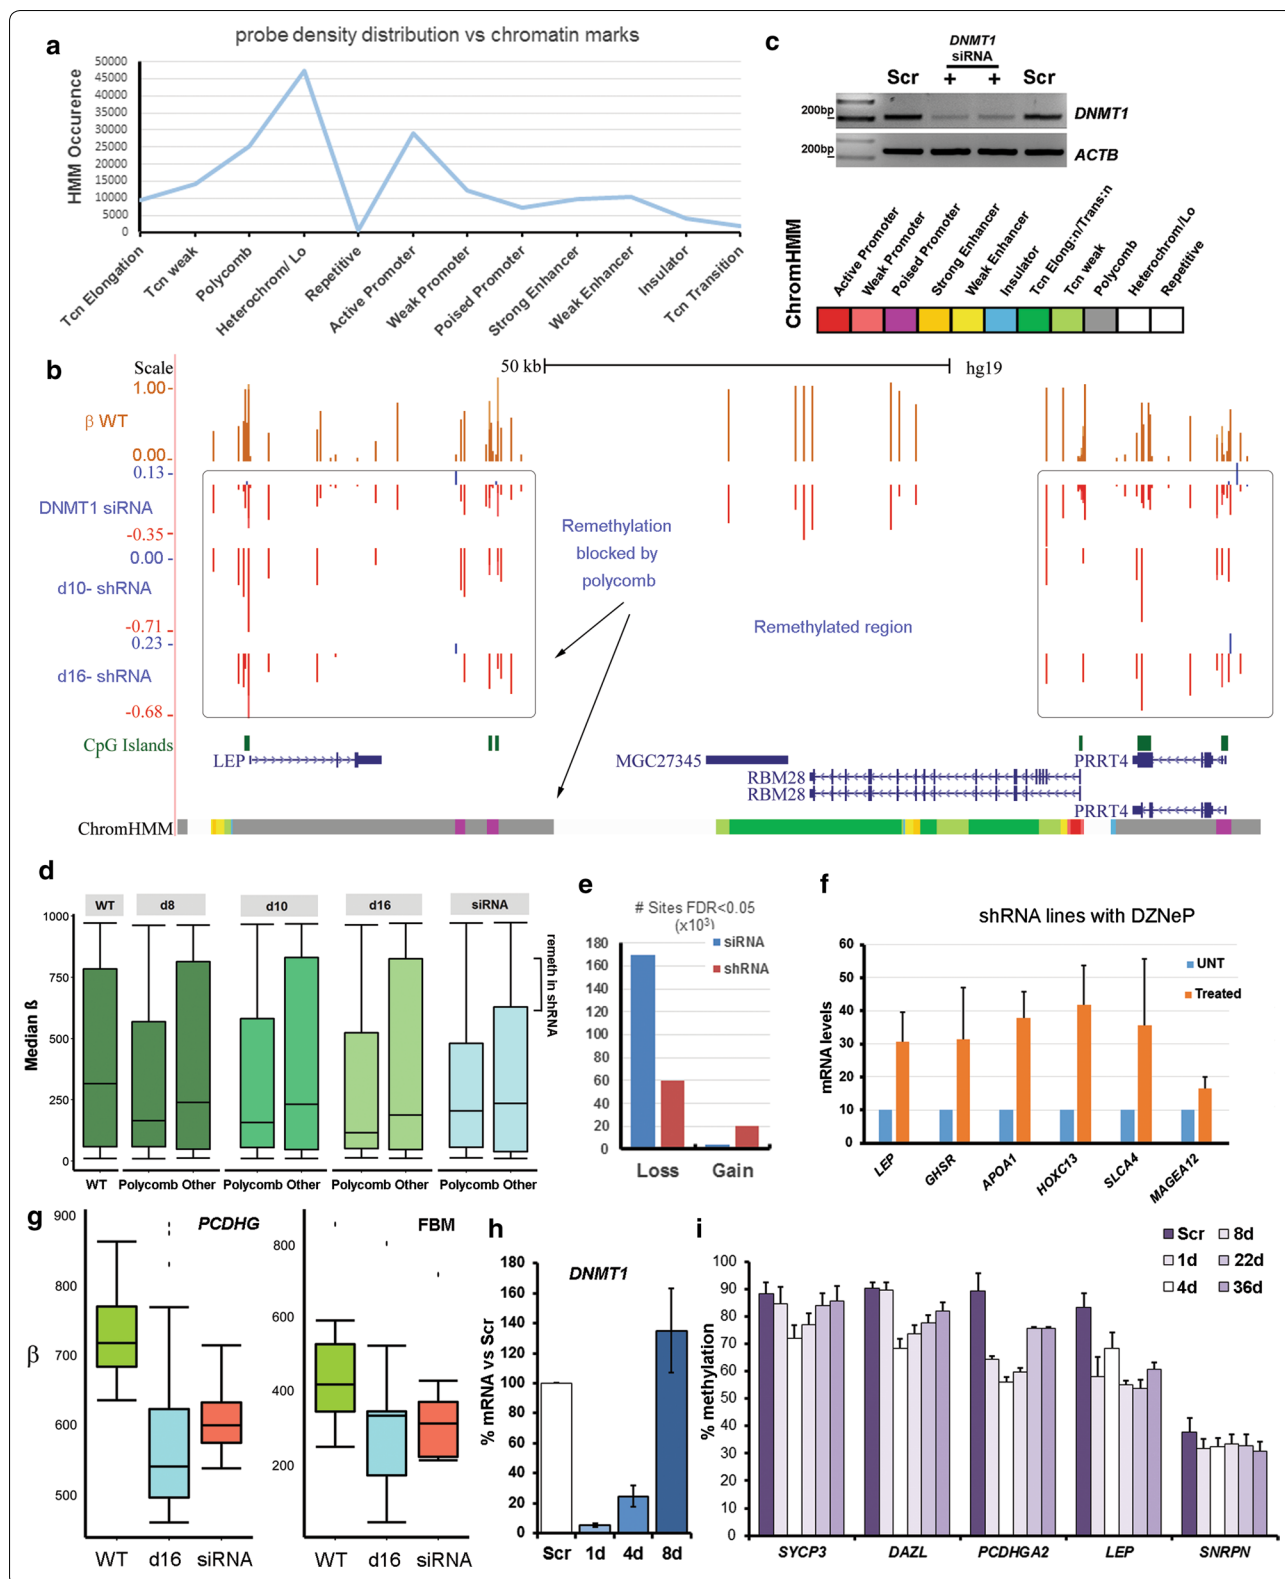 a
probe density distribution vs chromatin marks
HMM Occurence
50000
45000
40000
35000
30000
25000
20000
15000
10000
5000
0
Tcn Elongation
Tcn weak
Polycomb
Heterochrom/ Lo
Repetitive
Active Promoter
Weak Promoter
Poised Promoter
Strong Enhancer
Weak Enhancer
Insulator
Tcn Transition
c
DNMT1
siRNA
Scr + + Scr
200bp
DNMT1
200bp
ACTB
ChromHMM
Active Promoter
Weak Promoter
Poised Promoter
Strong Enhancer
Weak Enhancer
Insulator
Tcn Elong:n/Trans:n
Tcn weak
Polycomb
Heterochrom/Lo
Repetitive
b
Scale
50 kb
hg19
1.00
β WT
0.00
0.13
DNMT1 siRNA
-0.35
0.00
d10- shRNA
-0.71
0.23
d16- shRNA
-0.68
Remethylation
blocked by
polycomb
Remethylated region
CpG Islands
LEP
MGC27345
RBM28
RBM28
PRRT4
PRRT4
ChromHMM
d
WT d8 d10 d16 siRNA
Median ß
1000
750
500
250
0
remeth in shRNA
WT Polycomb Other Polycomb Other Polycomb Other Polycomb Other
e
# Sites FDR<0.05
(x10³)
siRNA
shRNA
180
160
140
120
100
80
60
40
20
0
Loss Gain
f
shRNA lines with DZNeP
UNT
Treated
mRNA levels
60
50
40
30
20
10
0
LEP
GHSR
APOA1
HOXC13
SLCA4
MAGEA12
g
PCDHG
β
900
800
700
600
500
WT d16 siRNA
FBM
800
600
400
200
WT d16 siRNA
h
DNMT1
% mRNA vs Scr
180
160
140
120
100
80
60
40
20
0
Scr 1d 4d 8d
i
Scr 8d
1d 22d
4d 36d
% methylation
100
90
80
70
60
50
40
30
20
10
0
SYCP3 DAZL PCDHGA2 LEP SNRPN